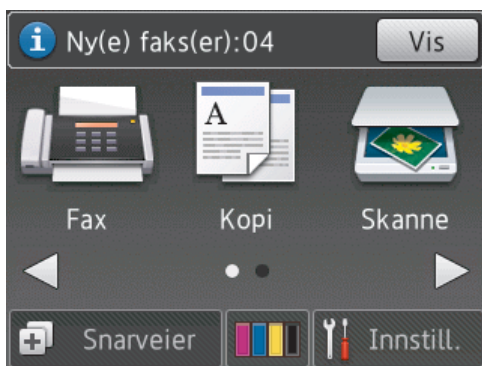 Ny(e) faks(er):04 Vis
A
Fax Kopi Skanne
Snarveier Innstill.